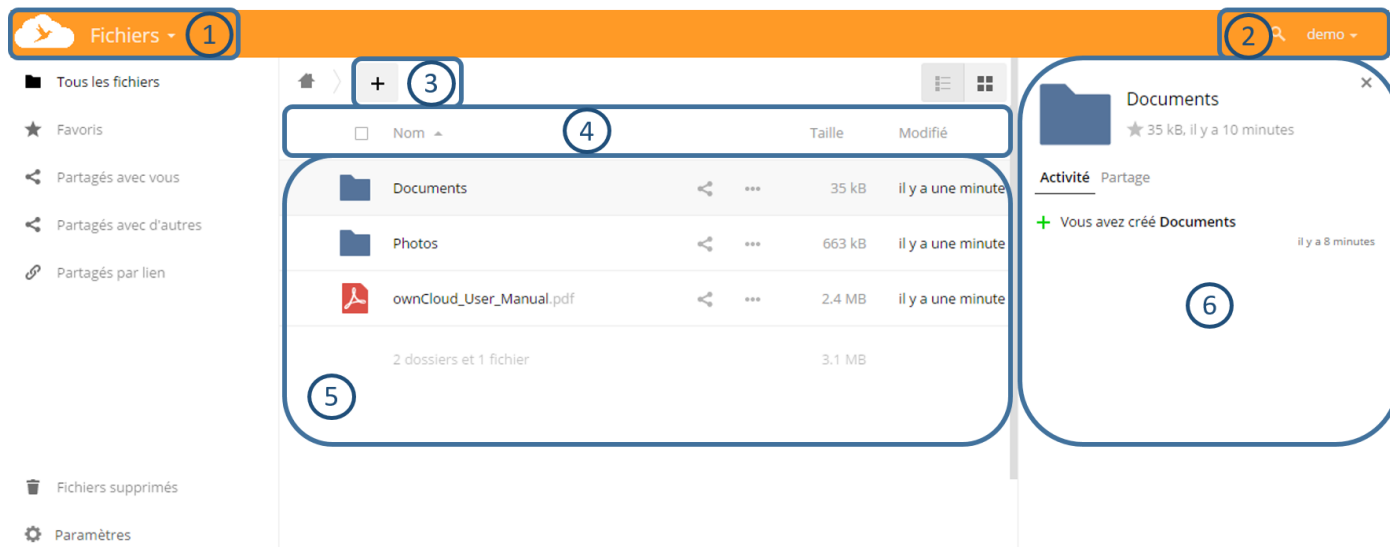 Fichiers 1
2 demo
Tous les fichiers
Favoris
Partagés avec vous
Partagés avec d'autres
Partagés par lien
Fichiers supprimés
Paramètres
+ 3
Nom 4 Taille Modifié
Documents 35 kB il y a une minute
Photos 663 kB il y a une minute
ownCloud_User_Manual.pdf 2.4 MB il y a une minute
2 dossiers et 1 fichier 3.1 MB
5
Documents
35 kB, il y a 10 minutes
Activité Partage
+ Vous avez créé Documents
il y a 8 minutes
6